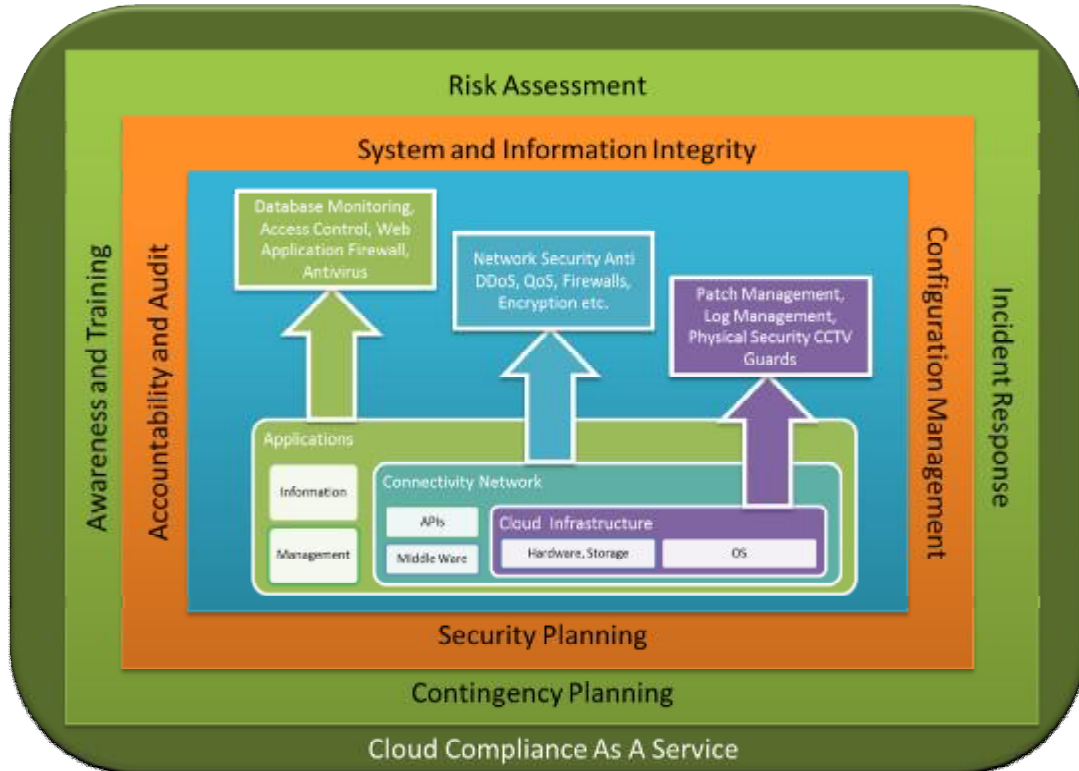 Risk Assessment
System and Information Integrity
Awareness and Training
Accountability and Audit
Database Monitoring,
Access Control, Web
Application Firewall,
Antivirus
Network Security Anti
DDoS, QoS, Firewalls,
Encryption etc.
Patch Management,
Log Management,
Physical Security CCTV
Guards
Configuration Management
Incident Response
Applications
Information
Management
Connectivity Network
APIs
Middle Ware
Cloud Infrastructure
Hardware, Storage
OS
Security Planning
Contingency Planning
Cloud Compliance As A Service